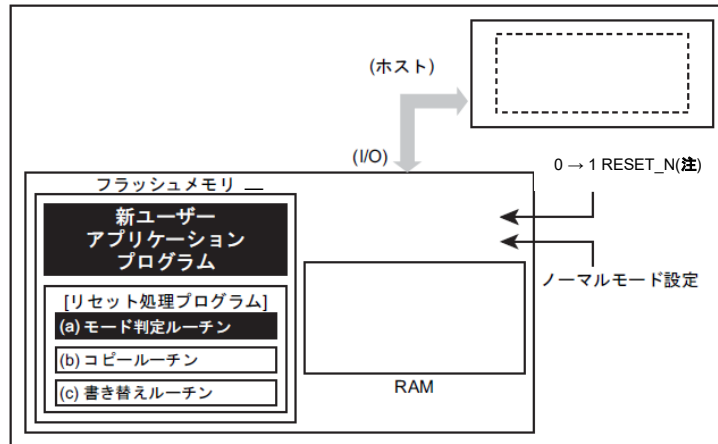 (ホスト)
(I/O)
0 → 1 RESET_N(注)
フラッシュメモリ
新ユーザー
アプリケーション
プログラム
ノーマルモード設定
[リセット処理プログラム]
(a) モード判定ルーチン
(b) コピールーチン
(c) 書き替えルーチン
RAM